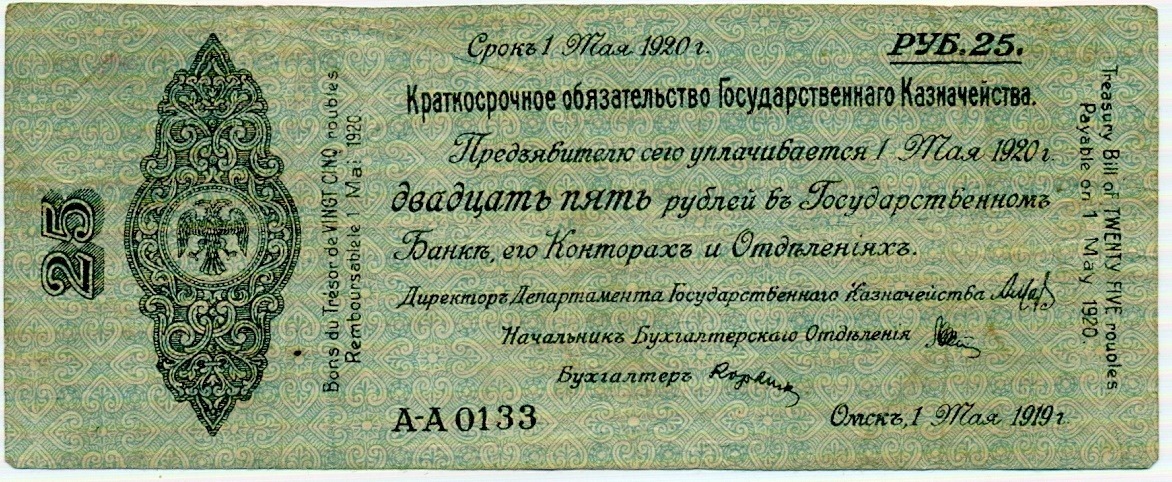 25
Bons du Trésor de VINGT CINQ roubles
Remboursable le 1 Mai 1920.
Срокъ 1 Мая 1920 г.
РУБ. 25.
Краткосрочное обязательство Государственнаго Казначейства.
Предъявителю сего уплачивается 1 Мая 1920 г.
двадцать пять рублей въ Государственномъ
Банкѣ, его Конторахъ и Отдѣленіяхъ.
Директоръ Департамента Государственнаго Казначейства
Начальникъ Бухгалтерскаго Отдѣленія
Бухгалтеръ
А-А 0133
Омскъ, 1 Мая 1919 г.
Treasury Bill of TWENTY FIVE roubles
Payable on 1 May 1920.